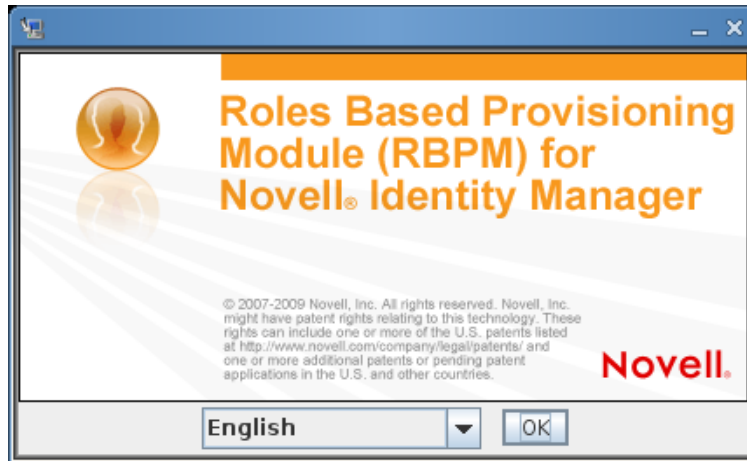 Roles Based Provisioning
Module (RBPM) for
Novell® Identity Manager
© 2007-2009 Novell, Inc. All rights reserved. Novell, Inc.
might have patent rights relating to this technology. These
rights can include one or more of the U.S. patents listed
at http://www.novell.com/company/legal/patents/ and
one or more additional patents or pending patent
applications in the U.S. and other countries.
Novell®
English
OK